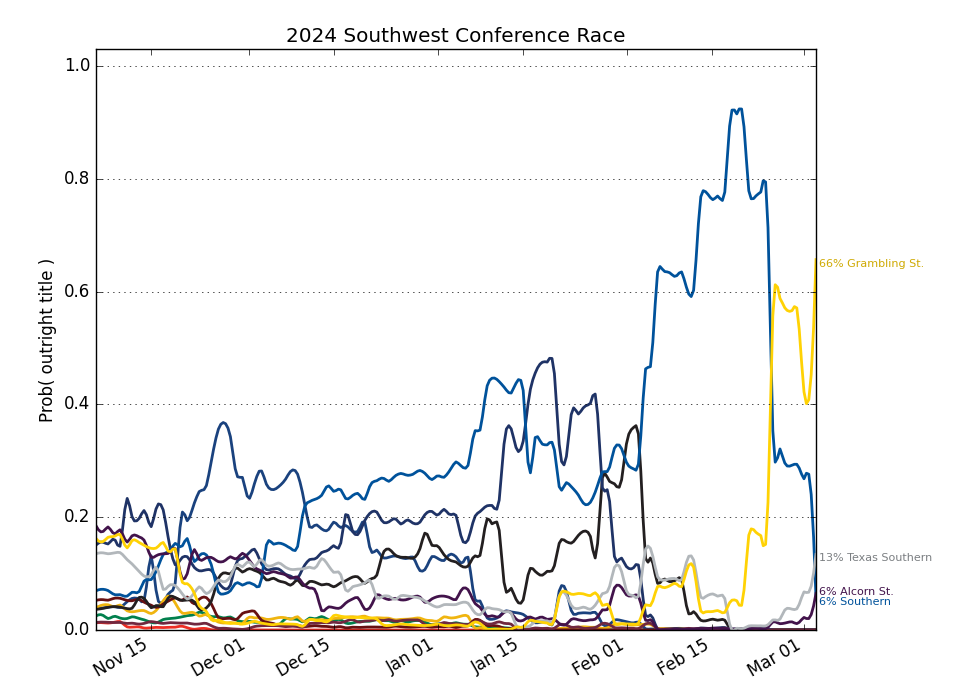 2024 Southwest Conference Race
Prob( outright title )
1.0
0.8
0.6
0.4
0.2
0.0
66% Grambling St.
13% Texas Southern
6% Alcorn St.
6% Southern
Nov 15
Dec 01
Dec 15
Jan 01
Jan 15
Feb 01
Feb 15
Mar 01